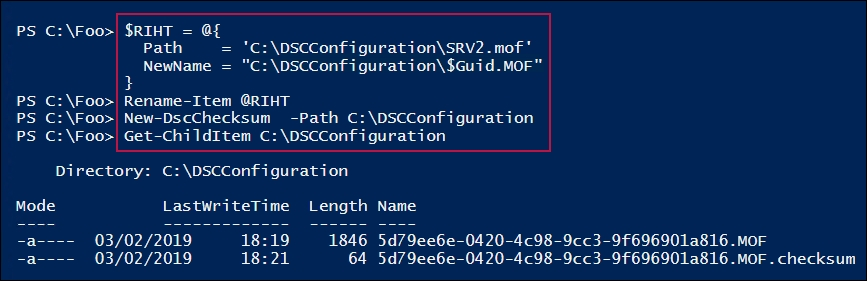 PS C:\Foo> $RIHT = @{
Path = 'C:\DSCConfiguration\SRV2.mof'
NewName = "C:\DSCConfiguration\$Guid.MOF"
}
PS C:\Foo> Rename-Item @RIHT
PS C:\Foo> New-DscChecksum -Path C:\DSCConfiguration
PS C:\Foo> Get-ChildItem C:\DSCConfiguration
Directory: C:\DSCConfiguration
Mode LastWriteTime Length Name
---- ------------- ------ ----
-a---- 03/02/2019 18:19 1846 5d79ee6e-0420-4c98-9cc3-9f696901a816.MOF
-a---- 03/02/2019 18:21 64 5d79ee6e-0420-4c98-9cc3-9f696901a816.MOF.checksum